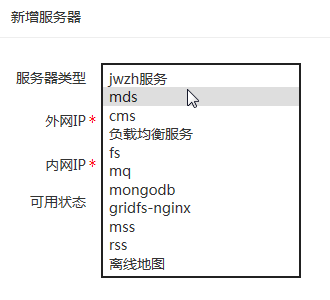 新增服务器
服务器类型
jwzh服务
mds
cms
外网IP *
负载均衡服务
fs
内网IP *
mq
mongodb
可用状态
gridfs-nginx
mss
rss
离线地图